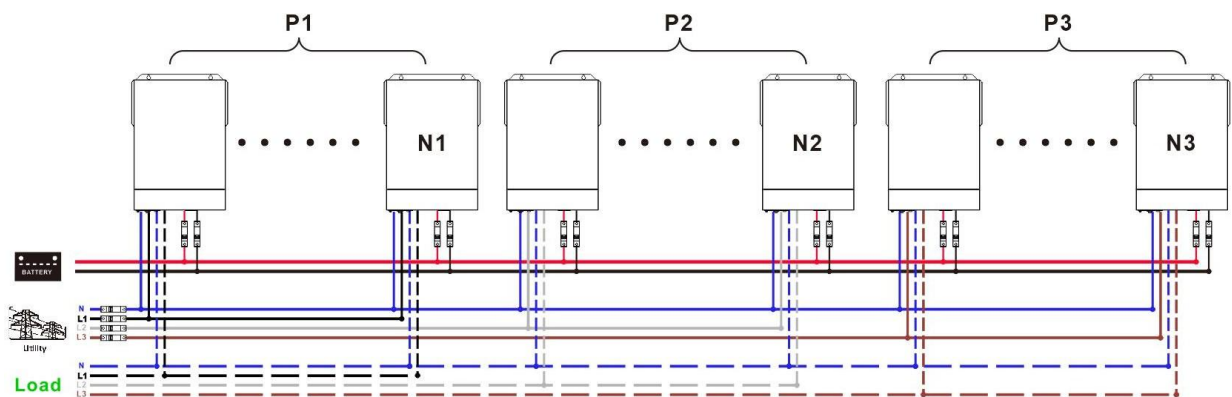 P1 P2 P3
N1 N2 N3
BATTERY
N
L1
L2
L3
Utility
N
L1
L2
L3
Load